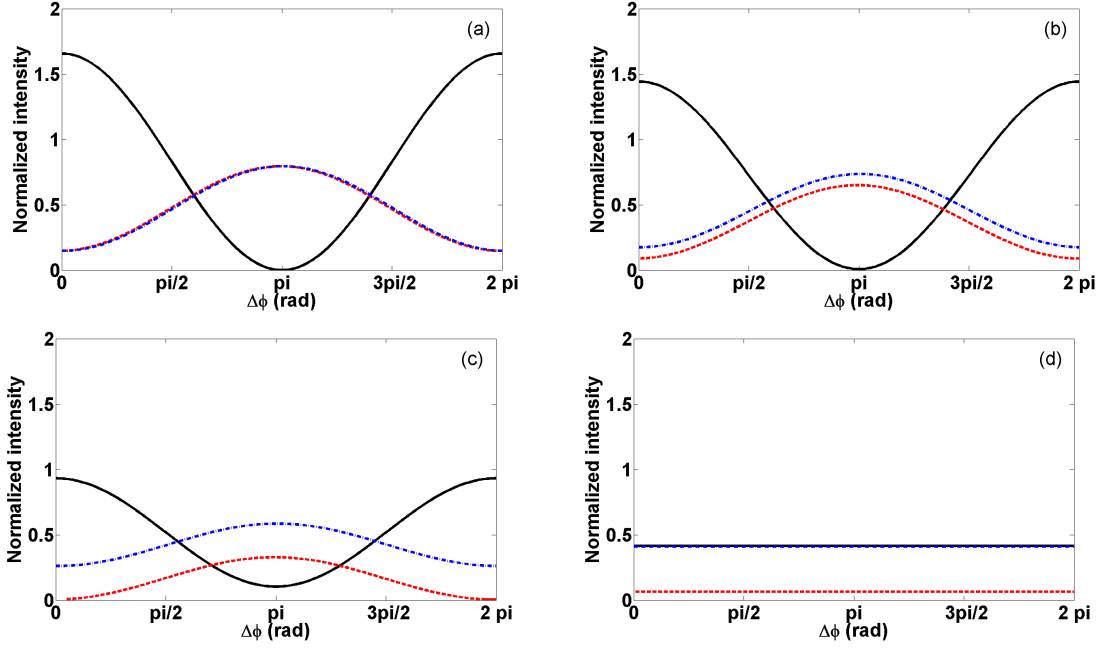 2
1.5
1
0.5
0
Normalized intensity
(a)
0 pi/2 pi 3pi/2 2 pi
Δϕ (rad)
2
1.5
1
0.5
0
Normalized intensity
(b)
0 pi/2 pi 3pi/2 2 pi
Δϕ (rad)
2
1.5
1
0.5
0
Normalized intensity
(c)
0 pi/2 pi 3pi/2 2 pi
Δϕ (rad)
2
1.5
1
0.5
0
Normalized intensity
(d)
0 pi/2 pi 3pi/2 2 pi
Δϕ (rad)